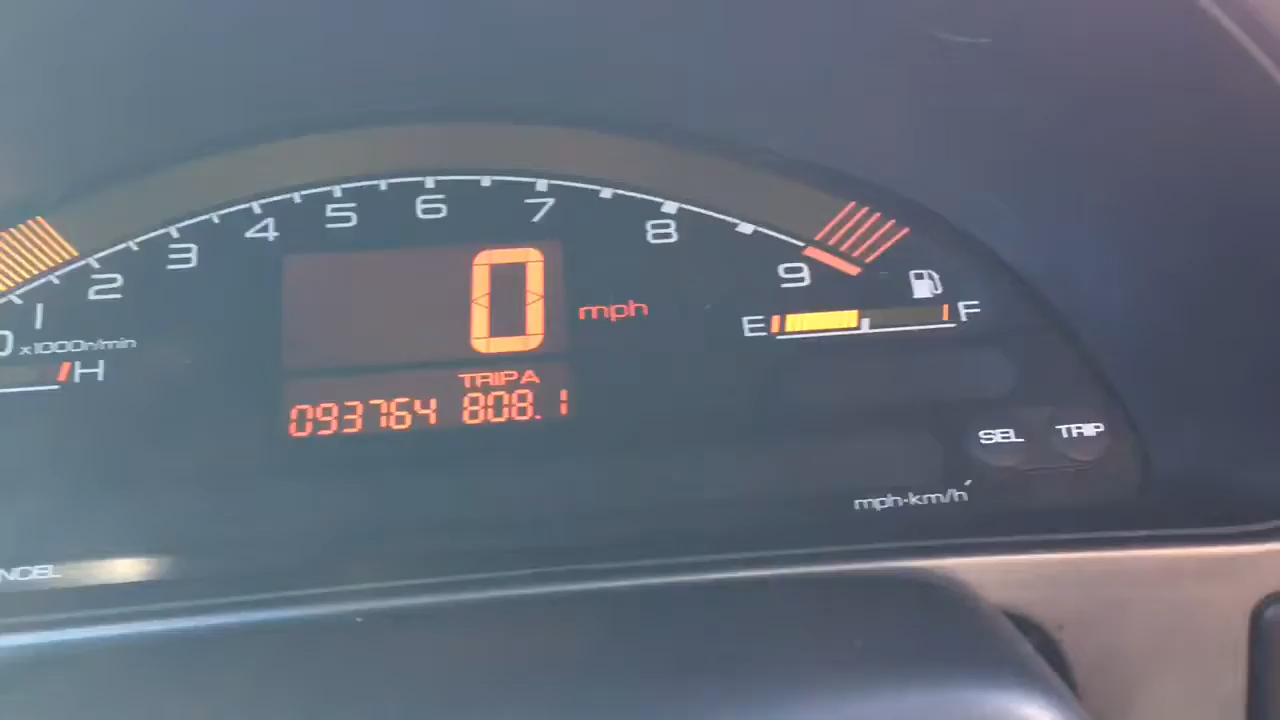 0 1 2 3 4 5 6 7 8 9
x1000r/min
H
0 mph
E F
TRIP A
093764 808.1
SEL TRIP
mph·km/h
NCEL